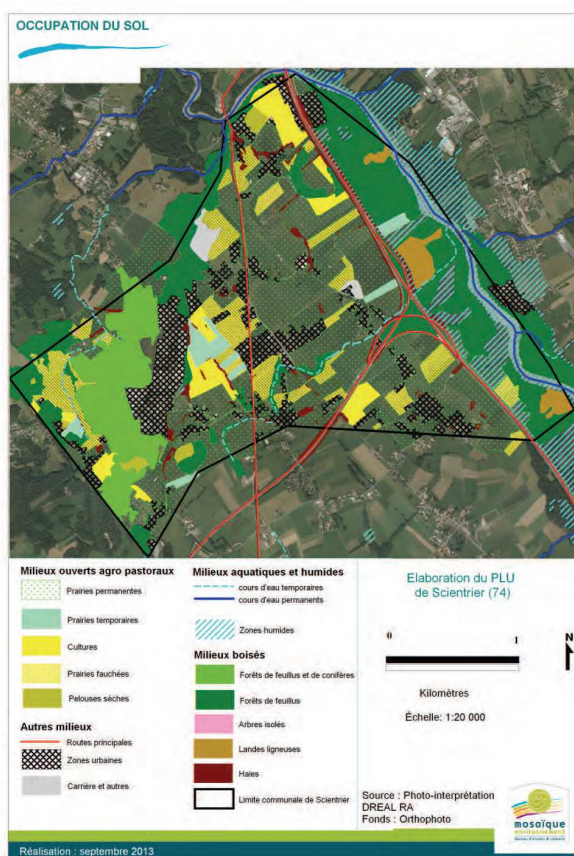 OCCUPATION DU SOL
Milieux ouverts agro pastoraux
Prairies permanentes
Prairies temporaires
Cultures
Prairies fauchées
Pelouses sèches
Autres milieux
Routes principales
Zones urbaines
Carrière et autres
Milieux aquatiques et humides
cours d'eau temporaires
cours d'eau permanents
Zones humides
Milieux boisés
Forêts de feuillus et de conifères
Forêts de feuillus
Arbres isolés
Landes ligneuses
Haies
Limite communale de Scientrier
Elaboration du PLU
de Scientrier (74)
0 1
N
Kilomètres
Échelle: 1:20 000
Source : Photo-interprétation
DREAL RA
Fonds : Orthophoto
mosaïque
environnement
bureau d'études & conseils
Réalisation : septembre 2013